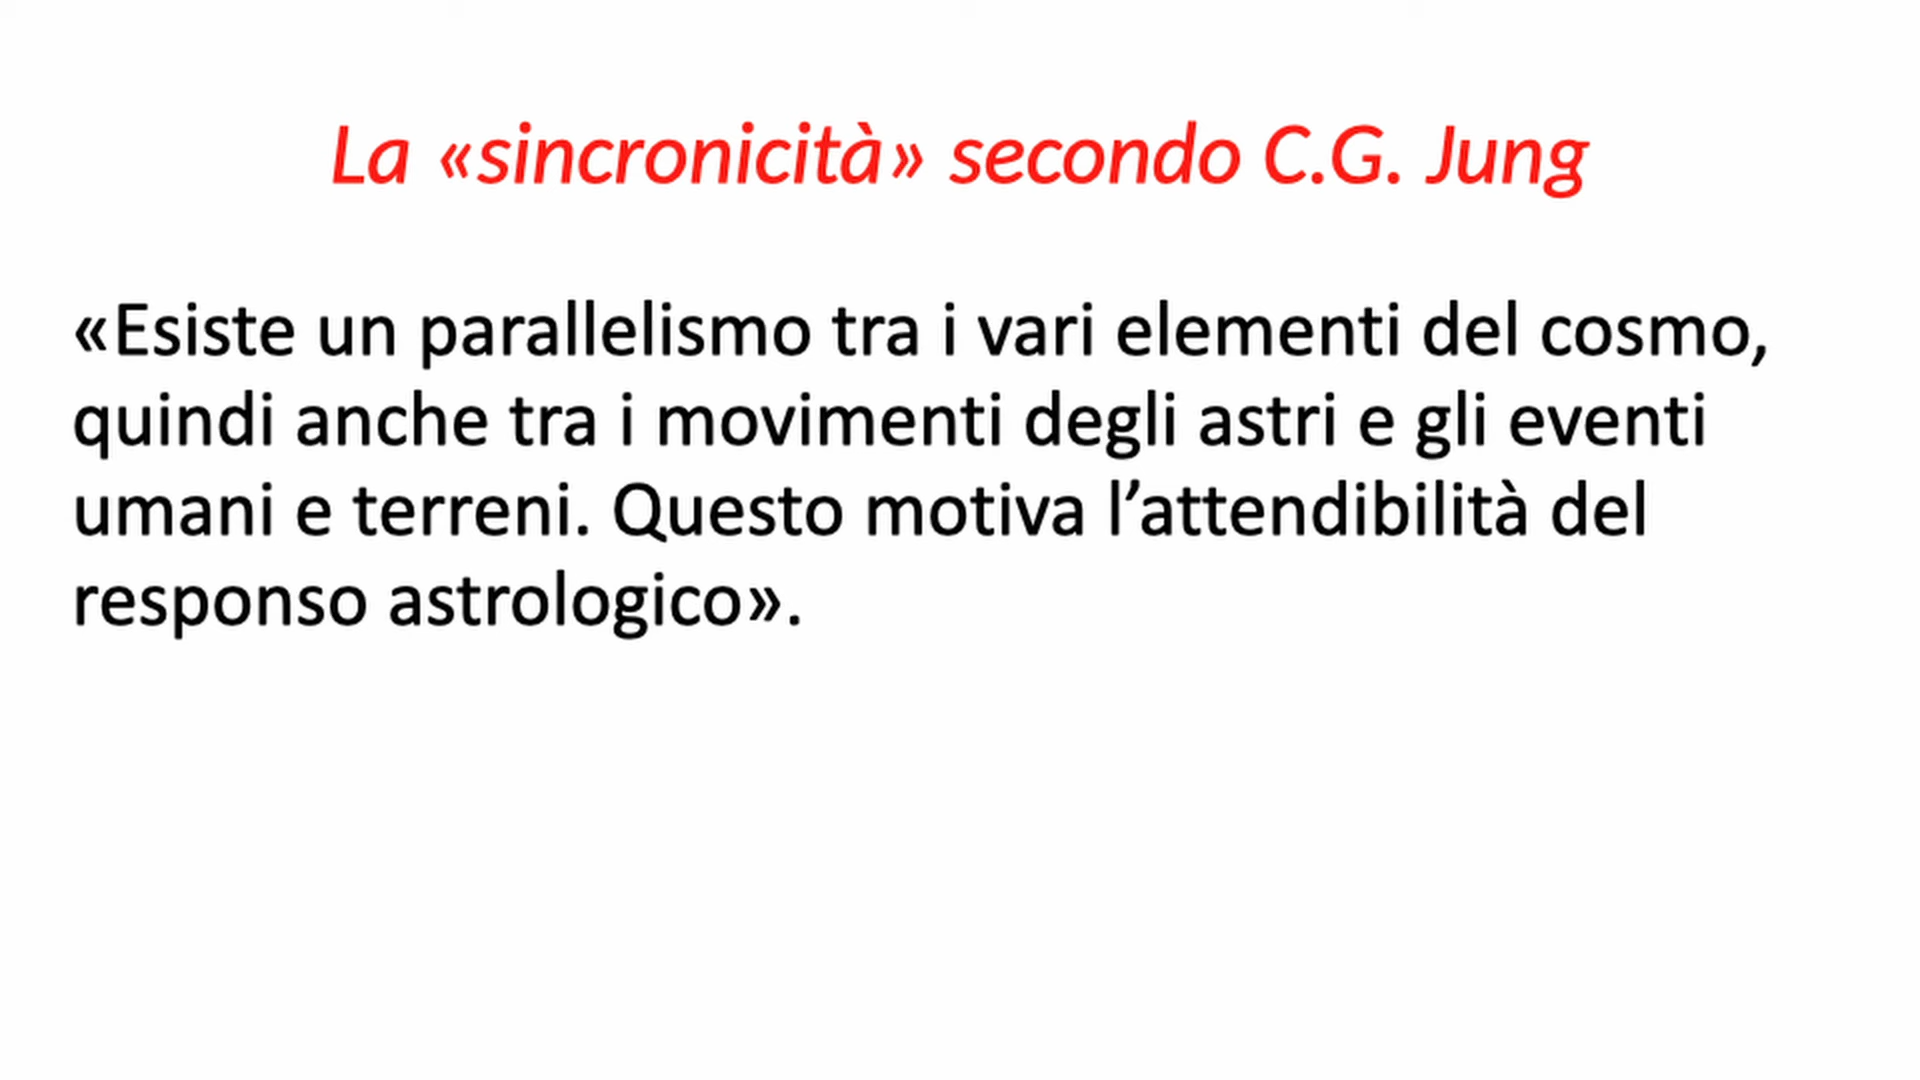 La «sincronicità» secondo C.G. Jung
«Esiste un parallelismo tra i vari elementi del cosmo,
quindi anche tra i movimenti degli astri e gli eventi
umani e terreni. Questo motiva l’attendibilità del
responso astrologico».